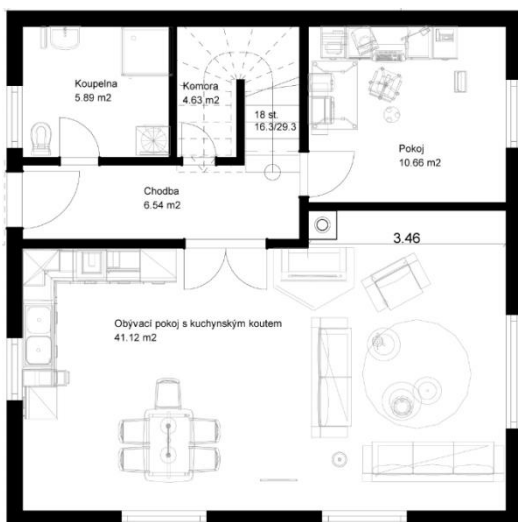 Koupelna
5.89 m2
Komora
4.63 m2
18 st.
16.3/29.3
Pokoj
10.66 m2
Chodba
6.54 m2
3.46
Obývací pokoj s kuchynským koutem
41.12 m2